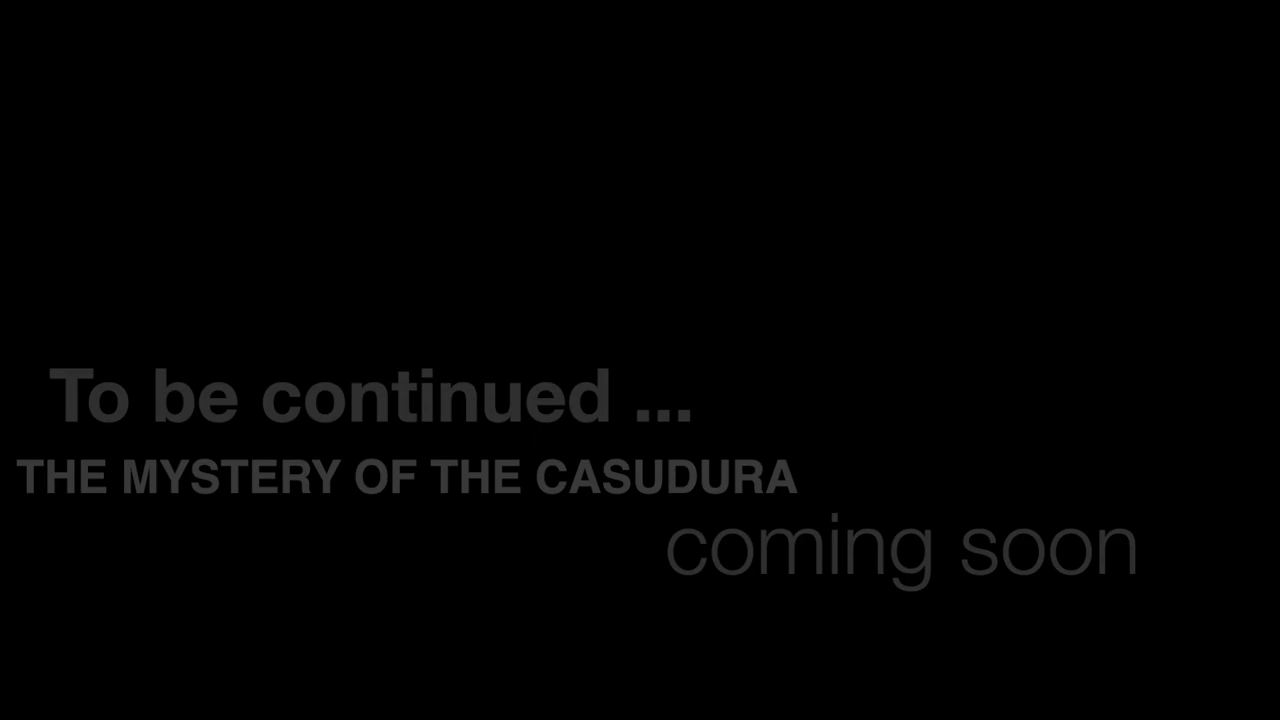 To be continued ...
THE MYSTERY OF THE CASUDURA
coming soon